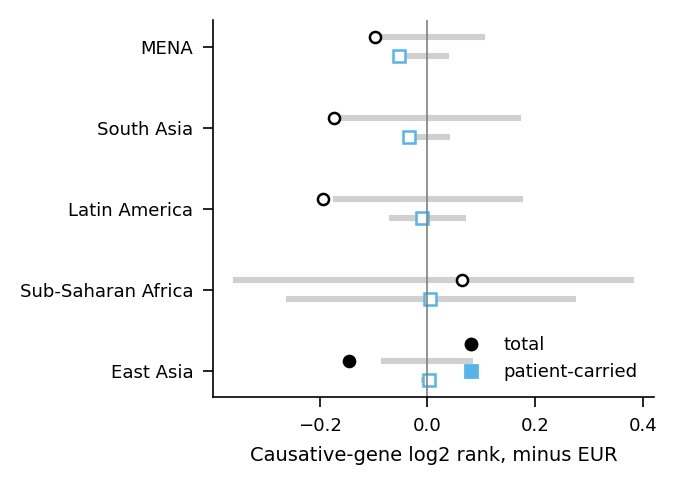 MENA
South Asia
Latin America
Sub-Saharan Africa
East Asia
total
patient-carried
−0.2
0.0
0.2
0.4
Causative-gene log2 rank, minus EUR